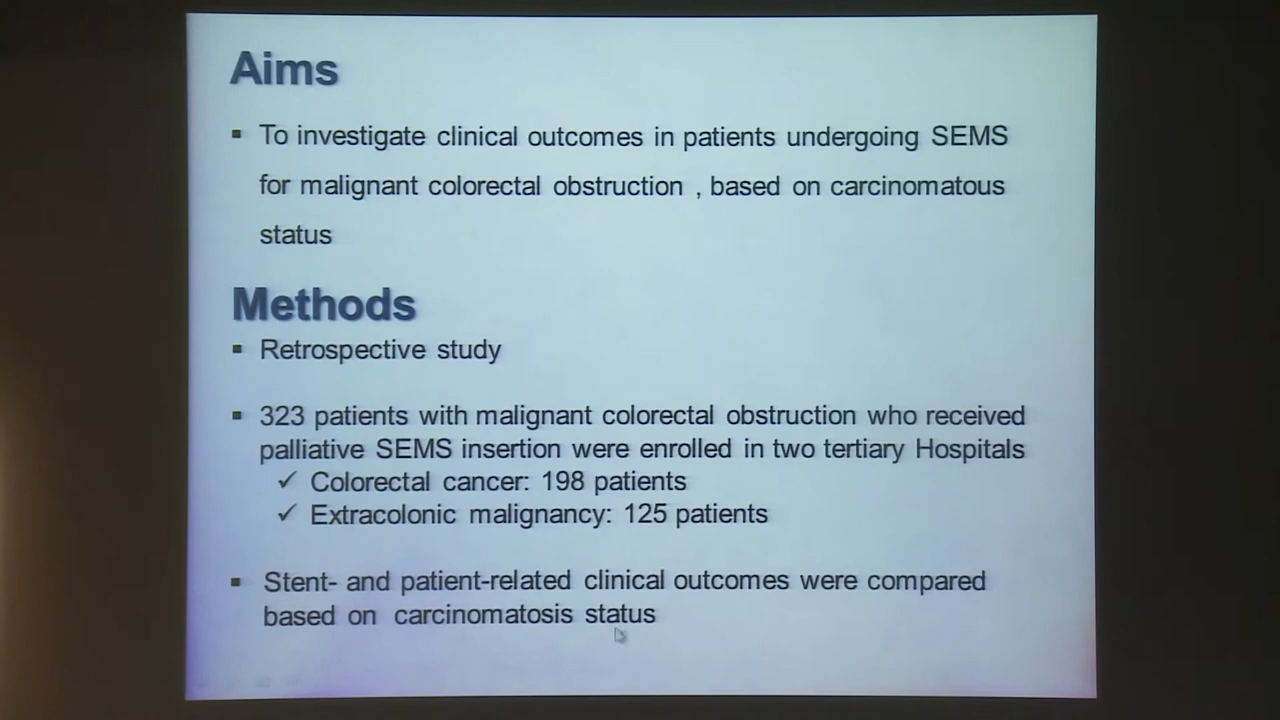 Aims
▪ To investigate clinical outcomes in patients undergoing SEMS
for malignant colorectal obstruction , based on carcinomatous
status
Methods
▪ Retrospective study
▪ 323 patients with malignant colorectal obstruction who received
palliative SEMS insertion were enrolled in two tertiary Hospitals
✓ Colorectal cancer: 198 patients
✓ Extracolonic malignancy: 125 patients
▪ Stent- and patient-related clinical outcomes were compared
based on carcinomatosis status